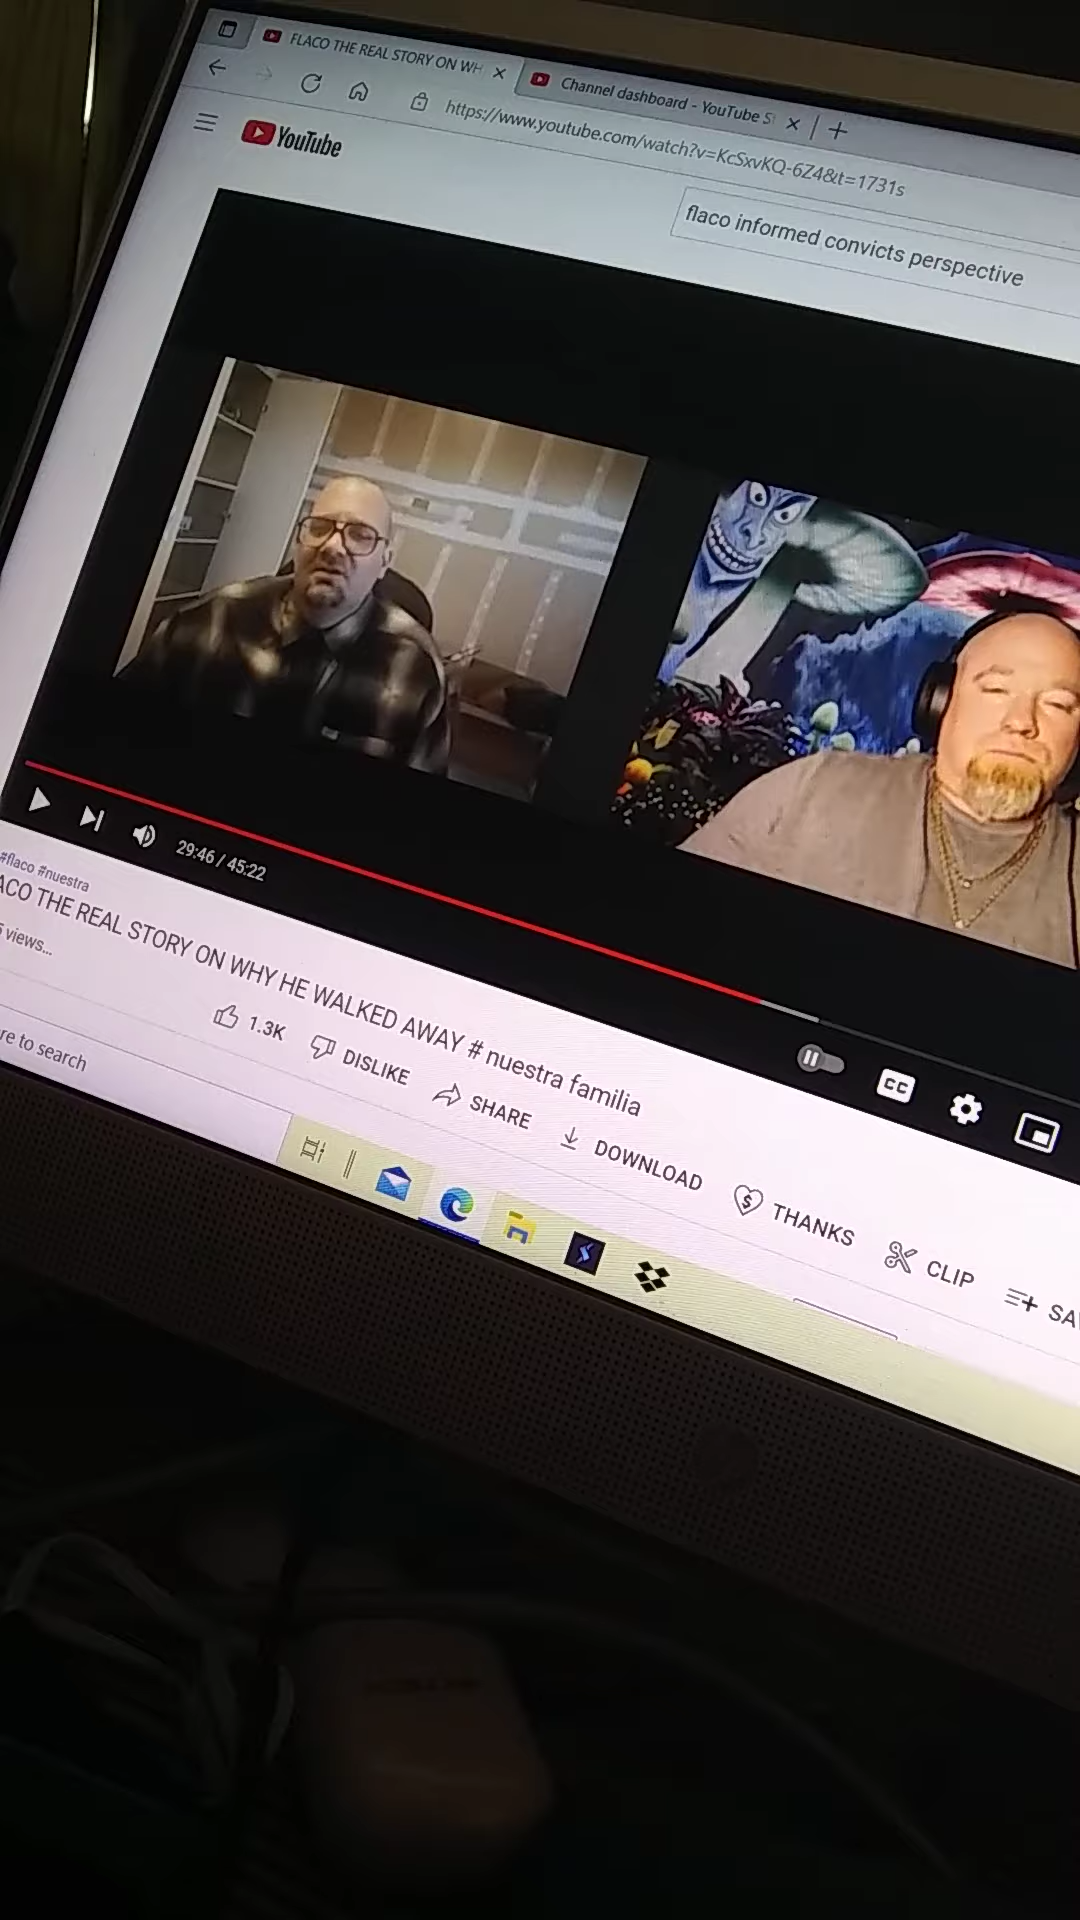 FLACO THE REAL STORY ON WH
Channel dashboard - YouTube S
https://www.youtube.com/watch?v=KcSxvKQ-6Z4&t=1731s
YouTube
flaco informed convicts perspective
29:46 / 45:22
#flaco #nuestra
ACO THE REAL STORY ON WHY HE WALKED AWAY # nuestra familia
views...
1.3K
DISLIKE
SHARE
DOWNLOAD
THANKS
CLIP
SA
re to search
CC